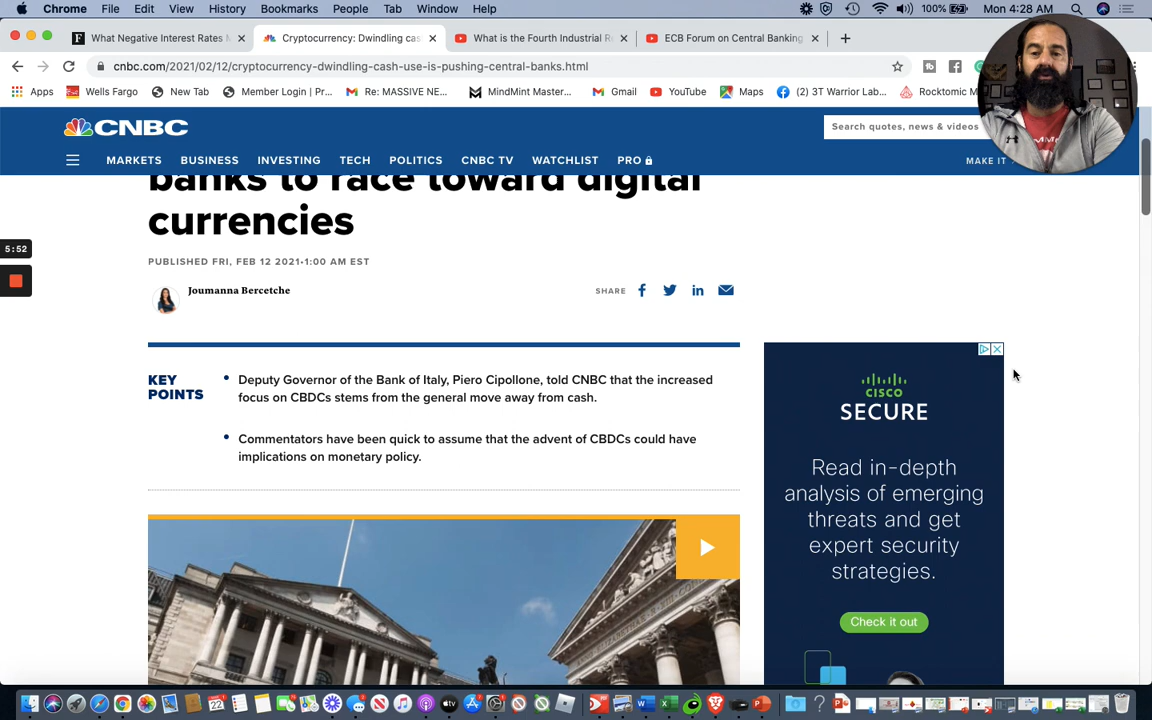 Chrome File Edit View History Bookmarks People Tab Window Help 100% Mon 4:28 AM
What Negative Interest Rates M
Cryptocurrency: Dwindling cas
What is the Fourth Industrial R
ECB Forum on Central Banking
cnbc.com/2021/02/12/cryptocurrency-dwindling-cash-use-is-pushing-central-banks.html
Apps Wells Fargo New Tab Member Login | Pr... Re: MASSIVE NE... MindMint Master... Gmail YouTube Maps (2) 3T Warrior Lab... Rocktomic M
CNBC
Search quotes, news & videos
MARKETS BUSINESS INVESTING TECH POLITICS CNBC TV WATCHLIST PRO MAKE IT
banks to race toward digital
currencies
5:52
PUBLISHED FRI, FEB 12 2021•1:00 AM EST
Joumanna Bercetche
SHARE
KEY
POINTS
Deputy Governor of the Bank of Italy, Piero Cipollone, told CNBC that the increased
focus on CBDCs stems from the general move away from cash.
Commentators have been quick to assume that the advent of CBDCs could have
implications on monetary policy.
CISCO
SECURE
Read in-depth
analysis of emerging
threats and get
expert security
strategies.
Check it out